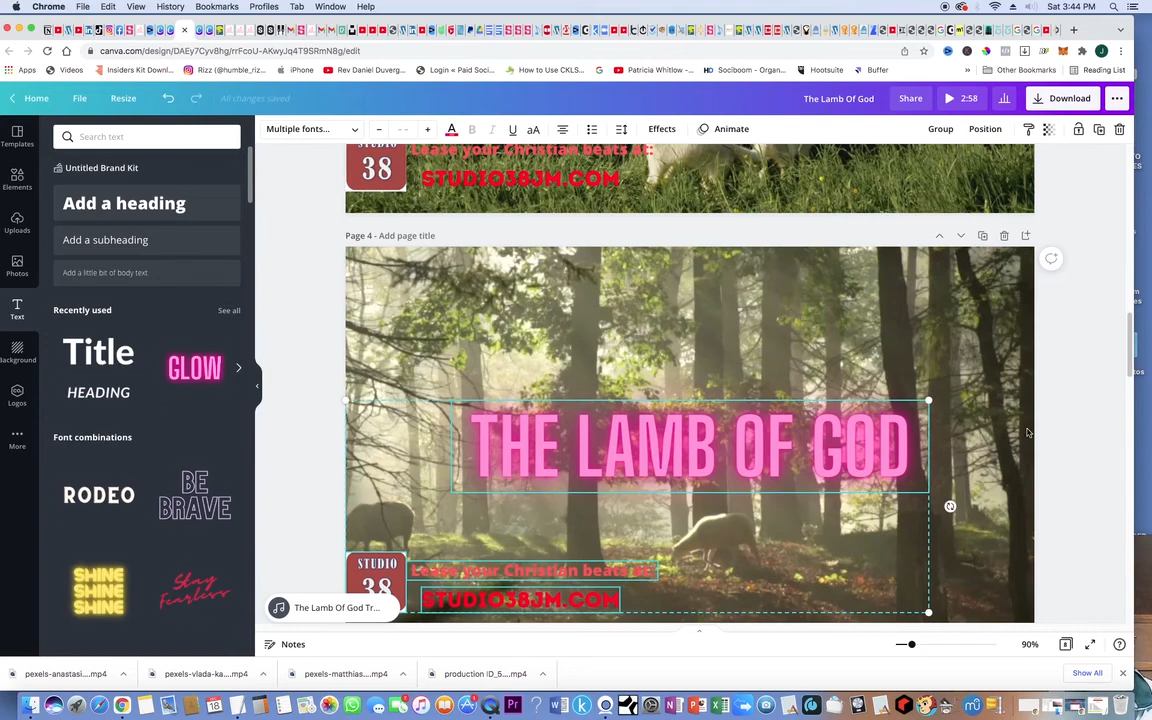 Chrome File Edit View History Bookmarks Profiles Tab Window Help Sat 3:44 PM
canva.com/design/DAEy7Cyv8hg/rrFcoU-AKwyJq4T9SRmN8g/edit
Apps Videos Insiders Kit Downl... Rizz (@humble_riz... iPhone Rev Daniel Duverg... Login « Paid Soci... How to Use CKLS... Patricia Whitlow -... Sociboom - Organ... Hootsuite Buffer » Other Bookmarks Reading List
Home File Resize All changes saved The Lamb Of God Share 2:58 Download
Multiple fonts... − -- + A B I U aA Effects Animate Group Position
Templates
Elements
Uploads
Photos
Text
Background
Logos
More
Search text
Untitled Brand Kit
Add a heading
Add a subheading
Add a little bit of body text
Recently used See all
Title
HEADING
GLOW
Font combinations
RODEO
BE
BRAVE
SHINE
SHINE
SHINE
Stay
Fearless
STUDIO
38
Lease your Christian beats at:
STUDIO38JM.COM
Page 4 - Add page title
THE LAMB OF GOD
STUDIO
38
Lease your Christian beats at:
STUDIO38JM.COM
The Lamb Of God Tr...
Notes 90% 8
pexels-anastasi....mp4 pexels-vlada-ka....mp4 pexels-matthias....mp4 production ID_5....mp4 Show All